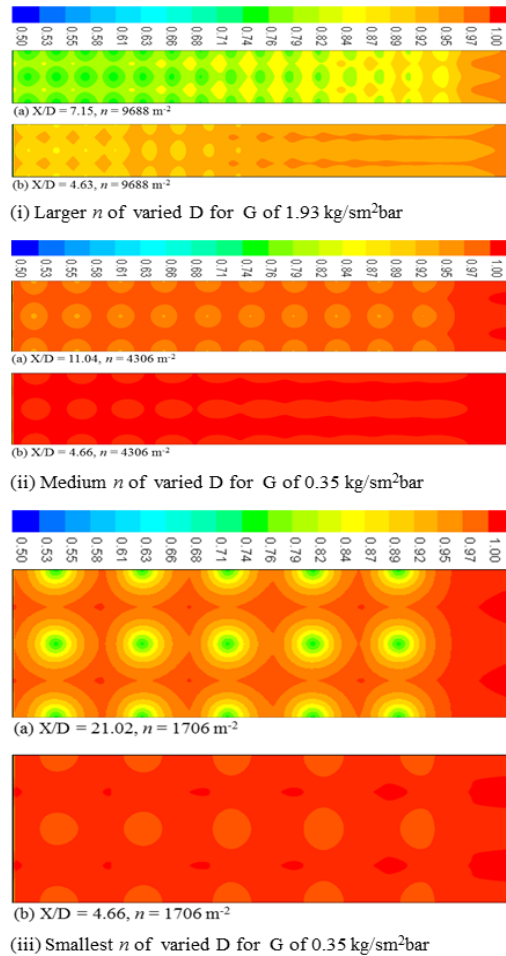 0.50 0.53 0.55 0.58 0.61 0.63 0.66 0.68 0.71 0.74 0.76 0.79 0.82 0.84 0.87 0.89 0.92 0.95 0.97 1.00
(a) X/D = 7.15, n = 9688 m⁻²
(b) X/D = 4.63, n = 9688 m⁻²
(i) Larger n of varied D for G of 1.93 kg/sm²bar
0.50 0.53 0.55 0.58 0.61 0.63 0.66 0.68 0.71 0.74 0.76 0.79 0.82 0.84 0.87 0.89 0.92 0.95 0.97 1.00
(a) X/D = 11.04, n = 4306 m⁻²
(b) X/D = 4.66, n = 4306 m⁻²
(ii) Medium n of varied D for G of 0.35 kg/sm²bar
0.50 0.53 0.55 0.58 0.61 0.63 0.66 0.68 0.71 0.74 0.76 0.79 0.82 0.84 0.87 0.89 0.92 0.95 0.97 1.00
(a) X/D = 21.02, n = 1706 m⁻²
(b) X/D = 4.66, n = 1706 m⁻²
(iii) Smallest n of varied D for G of 0.35 kg/sm²bar